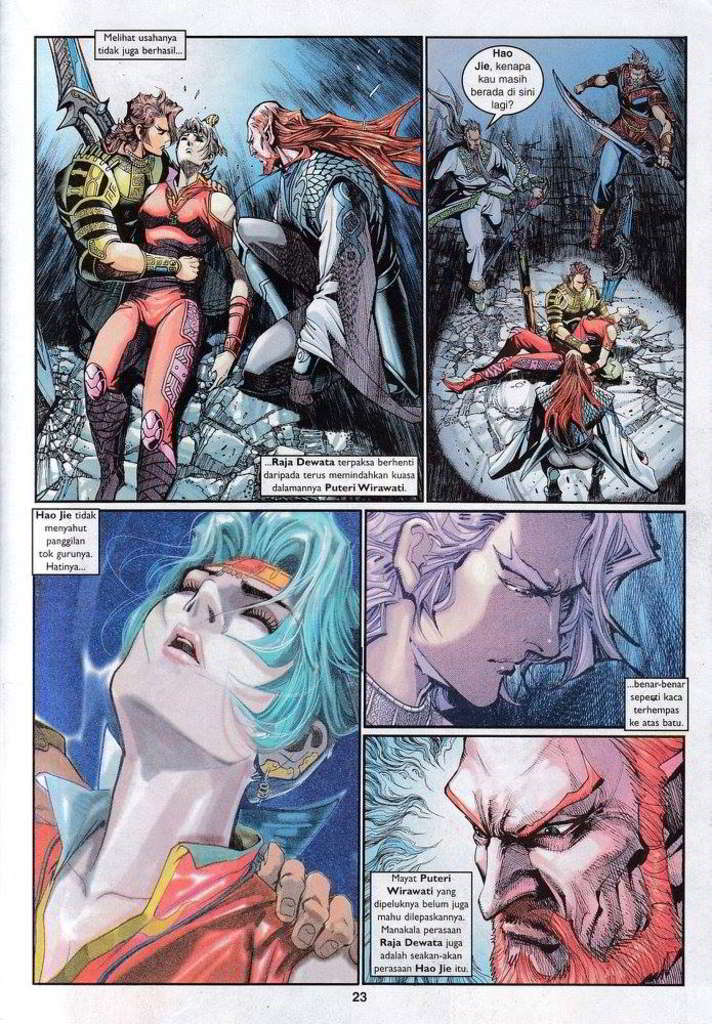 Melihat usahanya
tidak juga berhasil...
...Raja Dewata terpaksa berhenti
daripada terus memindahkan kuasa
dalamannya Puteri Wirawati.
Hao
Jie, kenapa
kau masih
berada di sini
lagi?
Hao Jie tidak
menyahut
panggilan
tok gurunya.
Hatinya...
...benar-benar
seperti kaca
terhempas
ke atas batu.
Mayat Puteri
Wirawati yang
dipeluknya belum juga
mahu dilepaskannya.
Manakala perasaan
Raja Dewata juga
adalah seakan-akan
perasaan Hao Jie itu.
23